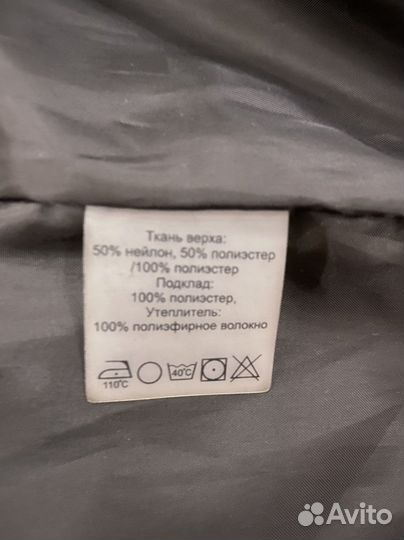 Ткань верха:
50% нейлон, 50% полиэстер
/100% полиэстер
Подклад:
100% полиэстер,
Утеплитель:
100% полиэфирное волокно
110℃ 40℃
Avito